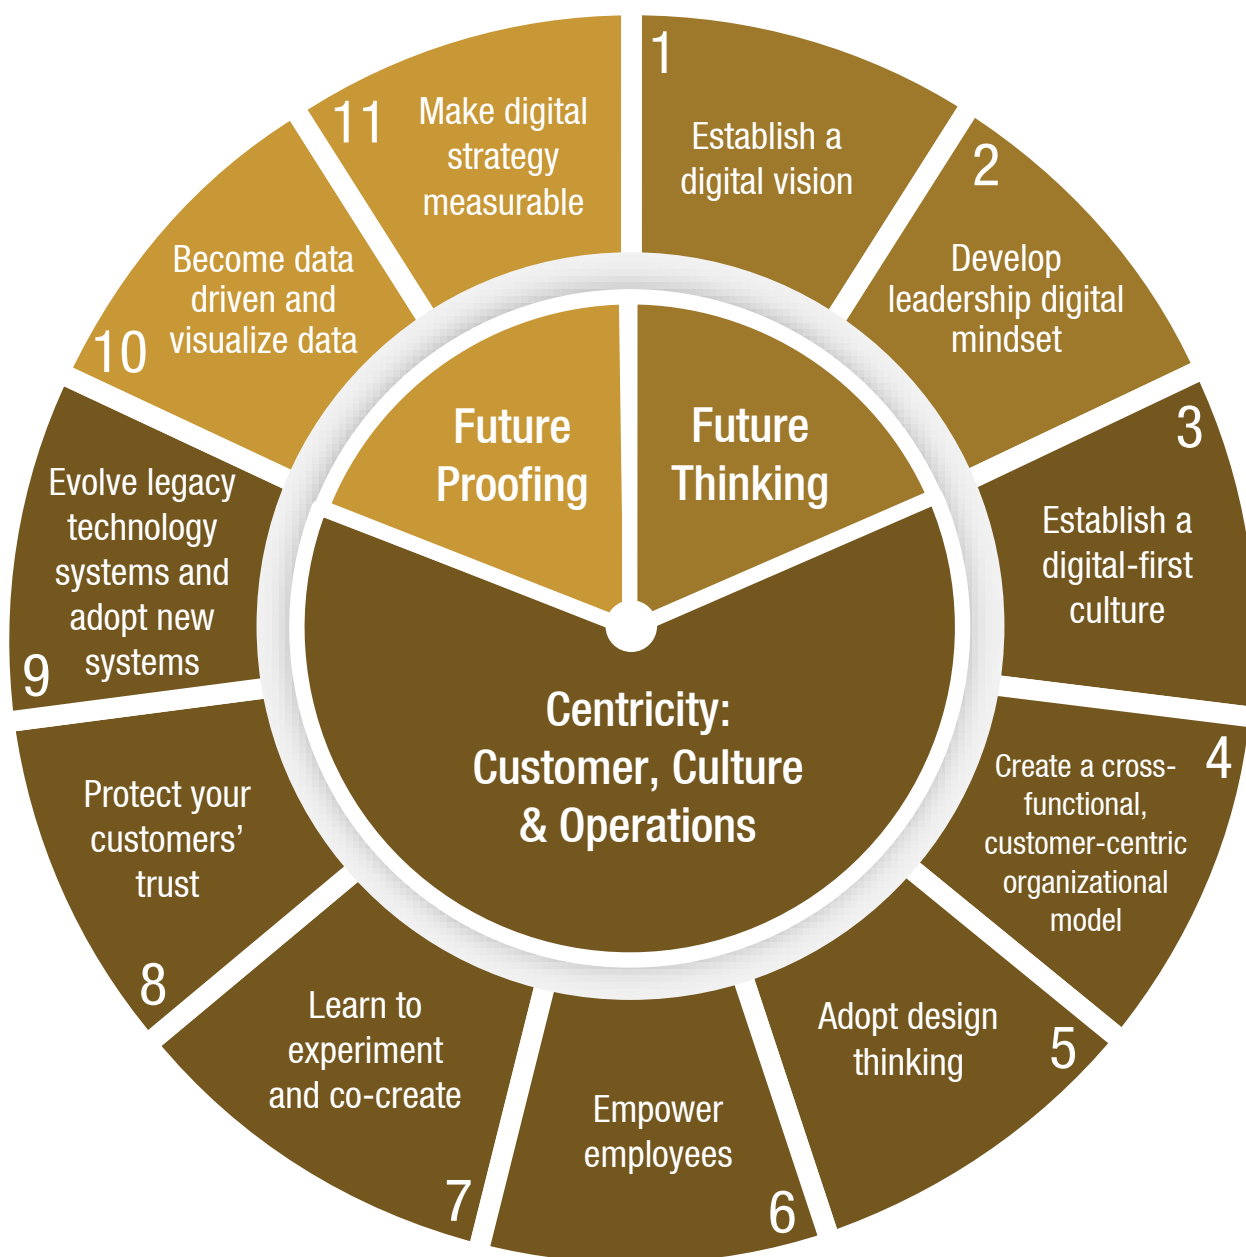 1
Establish a
digital vision
2
Develop
leadership digital
mindset
3
Establish a
digital-first
culture
4
Create a cross-
functional,
customer-centric
organizational
model
5
Adopt design
thinking
6
Empower
employees
7
Learn to
experiment
and co-create
8
Protect your
customers’
trust
9
Evolve legacy
technology
systems and
adopt new
systems
10
Become data
driven and
visualize data
11
Make digital
strategy
measurable
Future
Proofing
Future
Thinking
Centricity:
Customer, Culture
& Operations